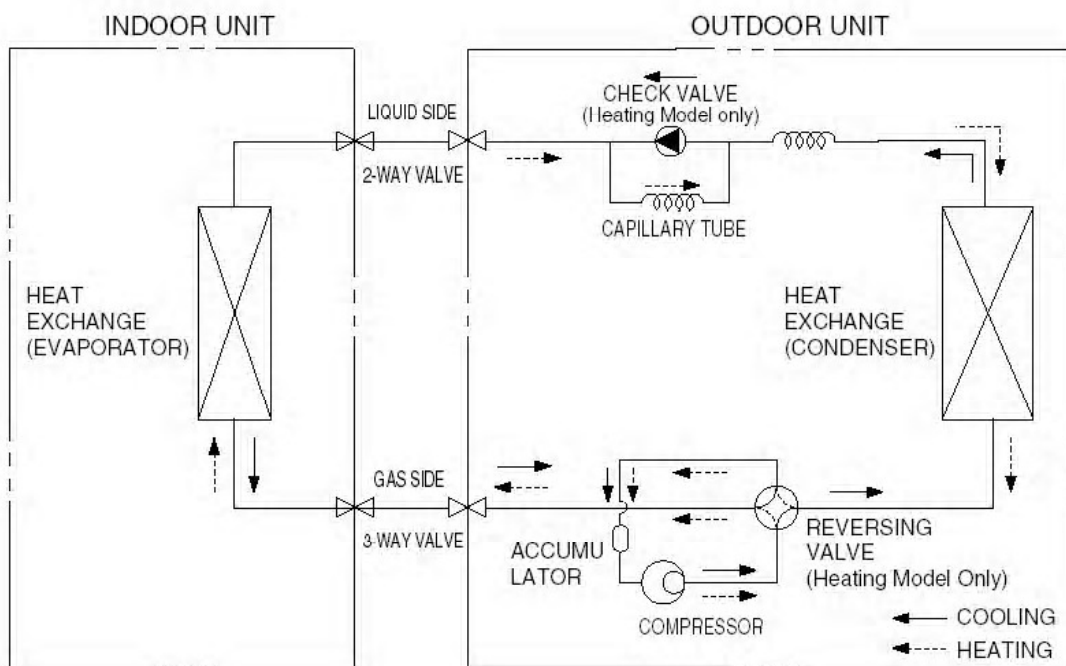 INDOOR UNIT
OUTDOOR UNIT
LIQUID SIDE
2-WAY VALVE
CHECK VALVE
(Heating Model only)
CAPILLARY TUBE
HEAT
EXCHANGE
(EVAPORATOR)
HEAT
EXCHANGE
(CONDENSER)
GAS SIDE
3-WAY VALVE
ACCUMU
LATOR
COMPRESSOR
REVERSING
VALVE
(Heating Model Only)
COOLING
HEATING